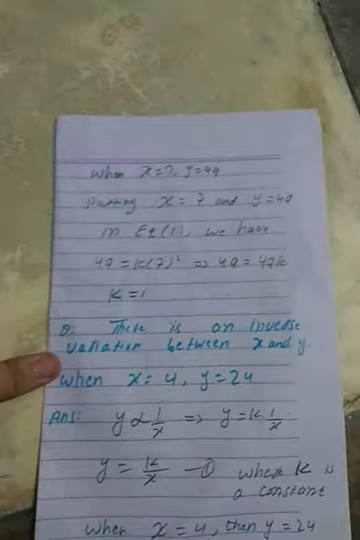 When x=7, y=49
Putting x=7 and y=49
in Eq(1), we have
49=k(7)² => 49=49k
k=1
Q: There is an inverse
variation between x and y.
when x=4, y=24
Ans: y∝1/x => y=k1/x
y=k/x —① where k is
a constant
when x=4, then y=24